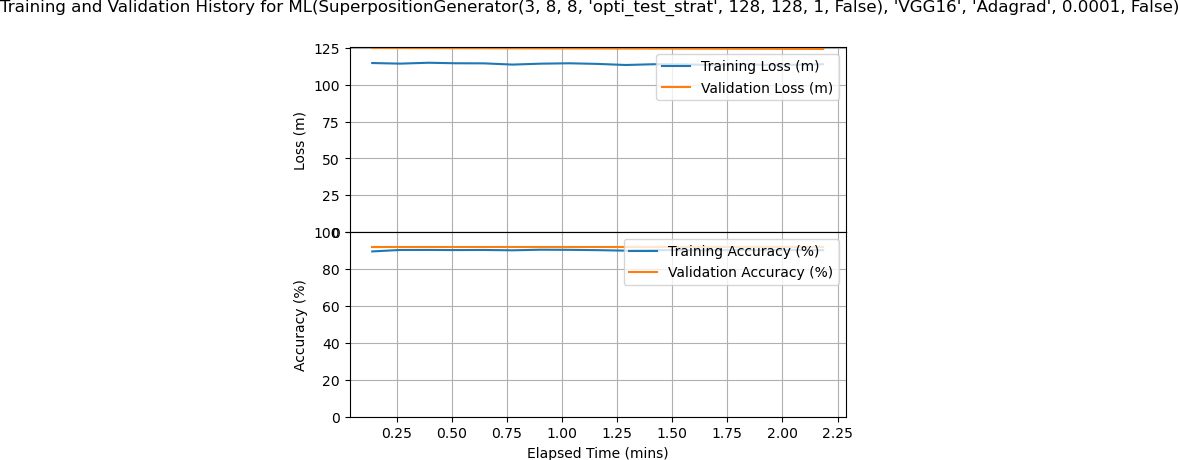 Training and Validation History for ML(SuperpositionGenerator(3, 8, 8, 'opti_test_strat', 128, 128, 1, False), 'VGG16', 'Adagrad', 0.0001, False)
125
100
75
50
25
0
Loss (m)
Training Loss (m)
Validation Loss (m)
100
80
60
40
20
0
Accuracy (%)
Training Accuracy (%)
Validation Accuracy (%)
0.25 0.50 0.75 1.00 1.25 1.50 1.75 2.00 2.25
Elapsed Time (mins)